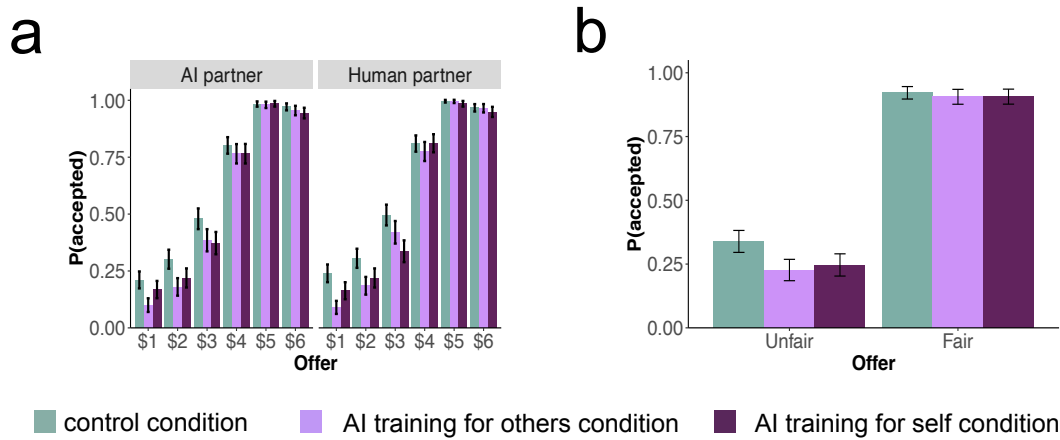 a
AI partner
Human partner
1.00
0.75
0.50
0.25
0.00
P(accepted)
$1 $2 $3 $4 $5 $6
$1 $2 $3 $4 $5 $6
Offer
b
1.00
0.75
0.50
0.25
0.00
P(accepted)
Unfair
Fair
Offer
control condition
AI training for others condition
AI training for self condition